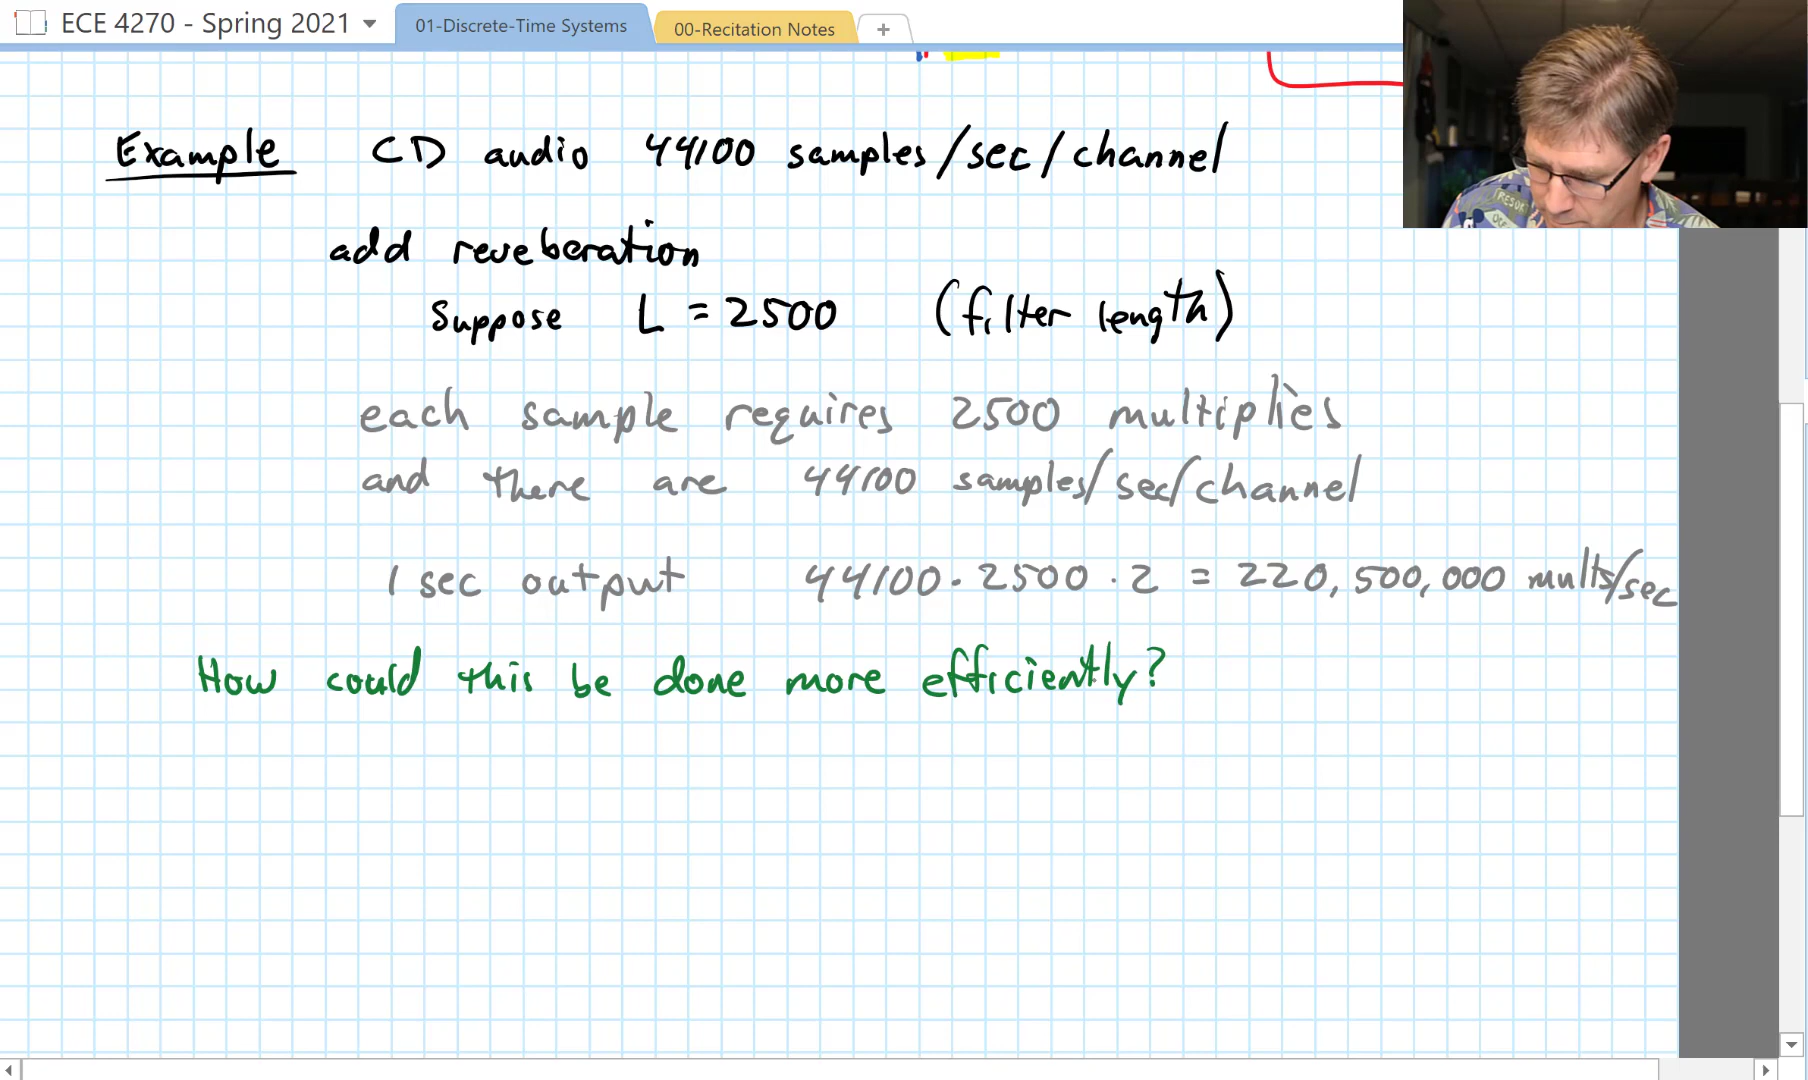 ECE 4270 - Spring 2021
01-Discrete-Time Systems
00-Recitation Notes
+
Example CD audio 44100 samples/sec/channel
add reveberation
suppose L = 2500 (filter length)
each sample requires 2500 multiplies
and there are 44100 samples/sec/channel
1 sec output 44100 · 2500 · 2 = 220,500,000 mults/sec
How could this be done more efficiently?
RESORT